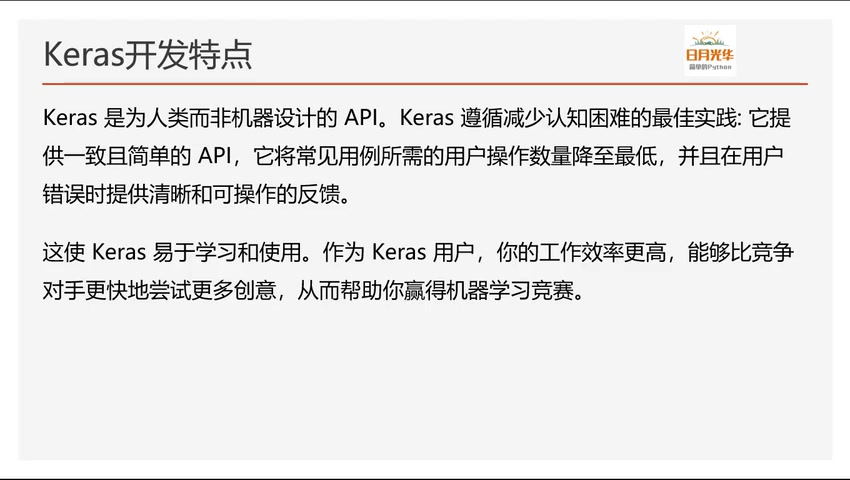 Keras开发特点
日月光华
简单的Python
Keras 是为人类而非机器设计的 API。Keras 遵循减少认知困难的最佳实践: 它提
供一致且简单的 API，它将常见用例所需的用户操作数量降至最低，并且在用户
错误时提供清晰和可操作的反馈。
这使 Keras 易于学习和使用。作为 Keras 用户，你的工作效率更高，能够比竞争
对手更快地尝试更多创意，从而帮助你赢得机器学习竞赛。